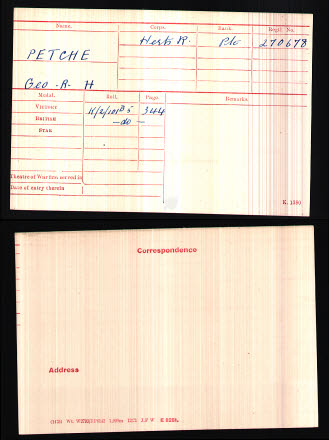 Name. Corps. Rank. Regtl. No.
Herts R. Pte 270678
PETCHE
Geo -R- H
Medal. Roll. Page. Remarks.
VICTORY K/2/101B5 344
BRITISH —do—
STAR
Theatre of War first served in
Date of entry therein
K. 1380
Correspondence
Address